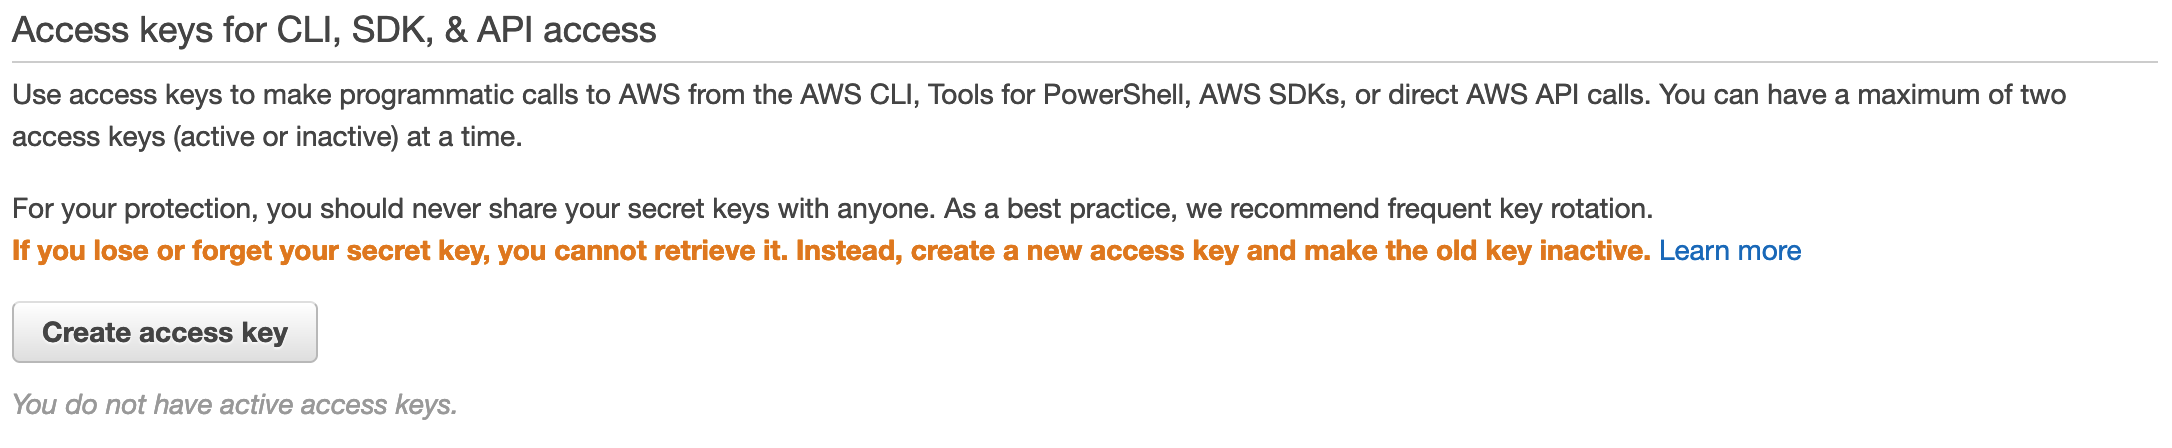 Access keys for CLI, SDK, & API access
Use access keys to make programmatic calls to AWS from the AWS CLI, Tools for PowerShell, AWS SDKs, or direct AWS API calls. You can have a maximum of two
access keys (active or inactive) at a time.
For your protection, you should never share your secret keys with anyone. As a best practice, we recommend frequent key rotation.
If you lose or forget your secret key, you cannot retrieve it. Instead, create a new access key and make the old key inactive. Learn more
Create access key
You do not have active access keys.